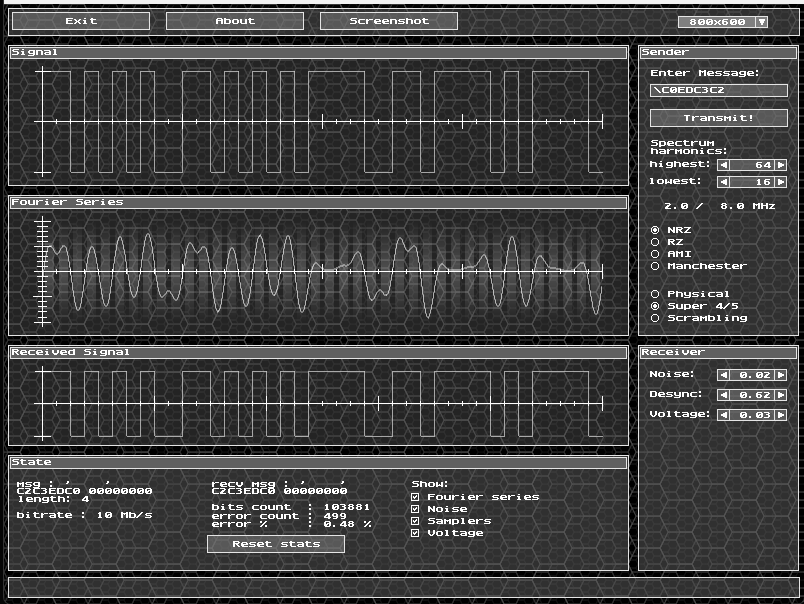 Exit About Screenshot 800x600
Signal
Sender
Enter Message:
\C0EDC3C2
Transmit!
Spectrum
harmonics:
highest: 64
lowest: 16
2.0 / 8.0 MHz
NRZ
RZ
AMI
Manchester
Physical
Super 4/5
Scrambling
Fourier Series
Received Signal
Receiver
Noise: 0.02
Desync: 0.62
Voltage: 0.03
State
msg : ' '
C2C3EDC0 00000000
length: 4
bitrate : 10 Mb/s
recv msg : ' '
C2C3EDC0 00000000
bits count : 103881
error count : 499
error % : 0.48 %
Reset stats
Show:
Fourier series
Noise
Samplers
Voltage